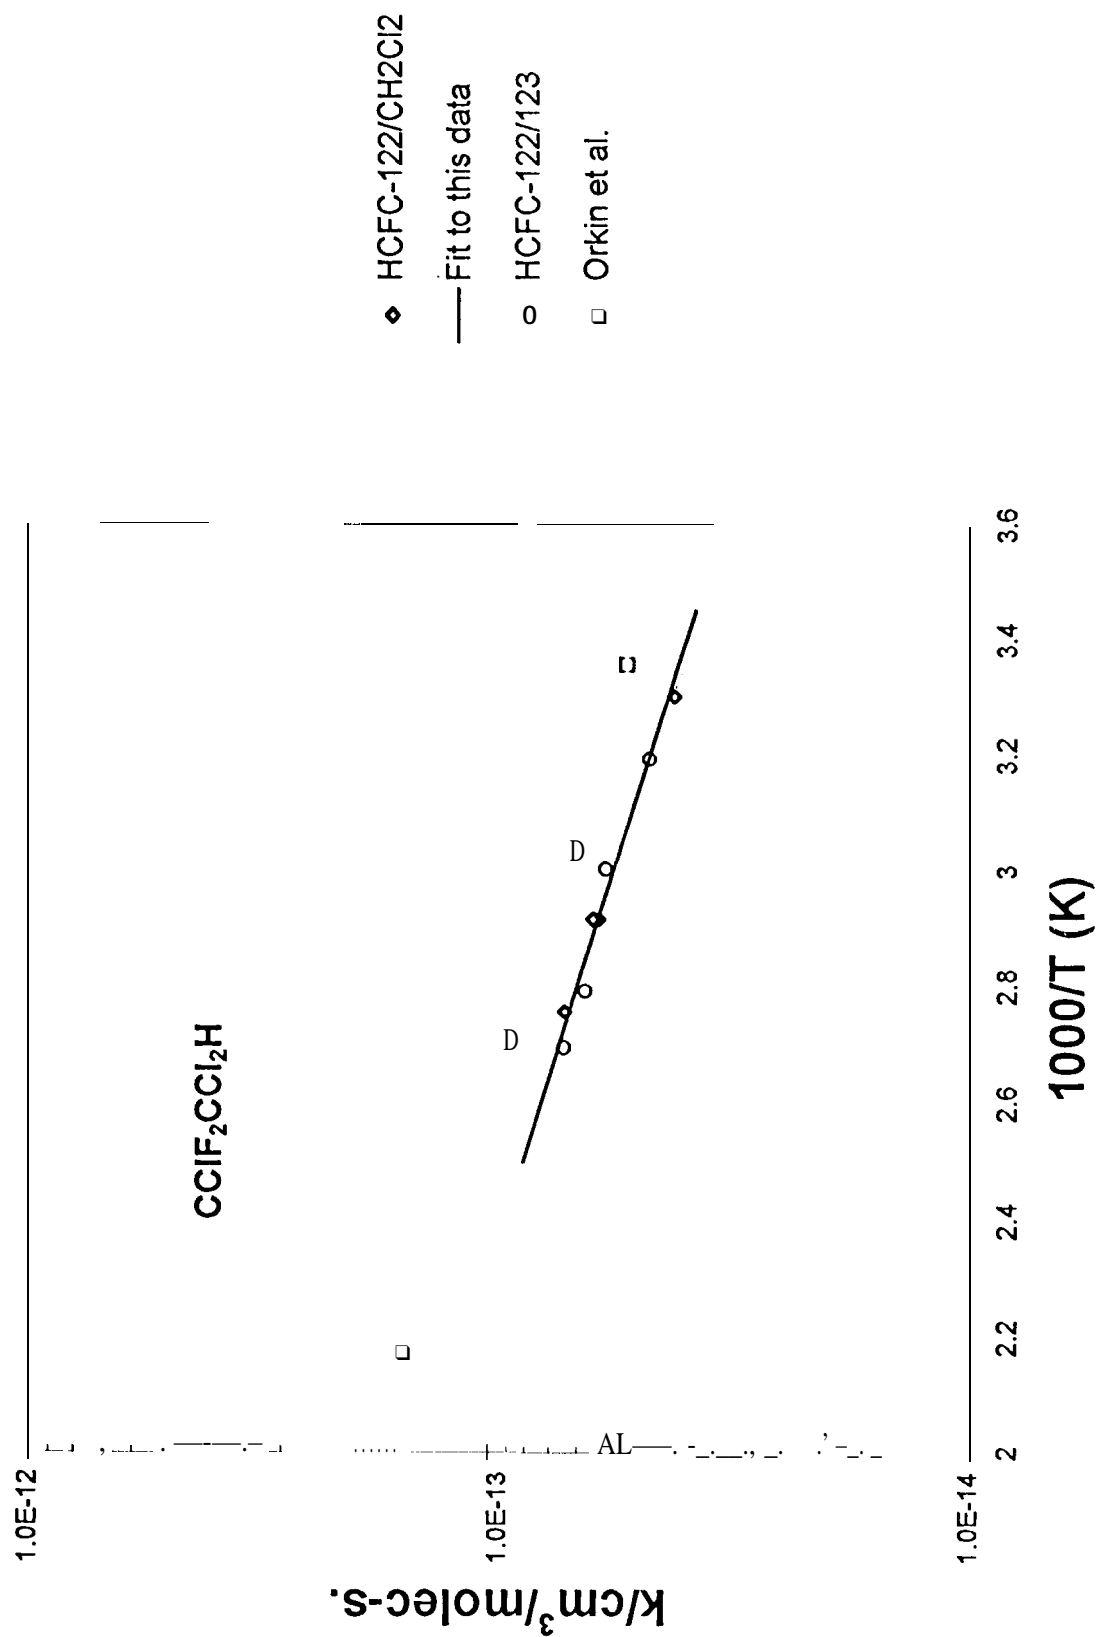 CClF₂CCl₂H
k/cm³/molec-s.
1.0E-12
1.0E-13
1.0E-14
2
2.2
2.4
2.6
2.8
3
3.2
3.4
3.6
1000/T (K)
D
D
AL
HCFC-122/CH2Cl2
Fit to this data
HCFC-122/123
Orkin et al.